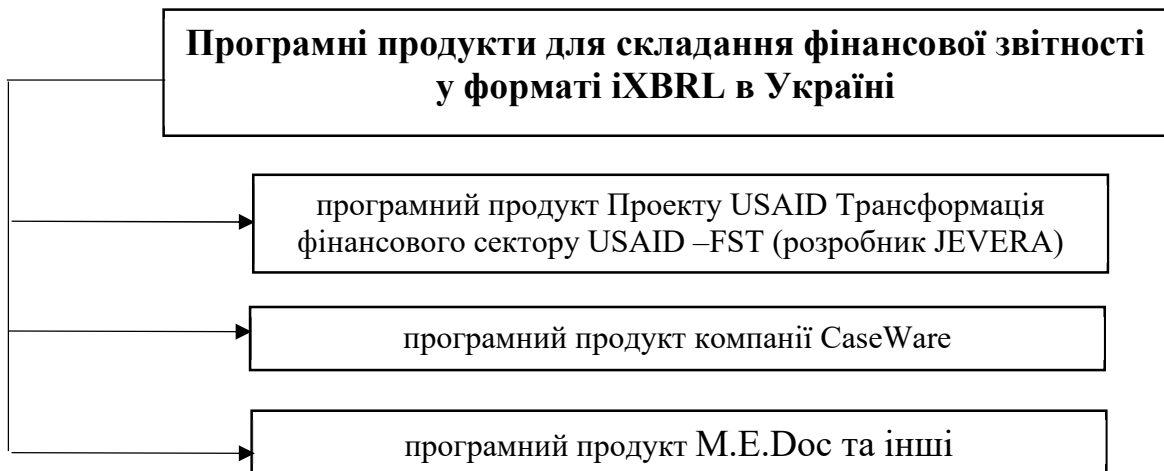 Програмні продукти для складання фінансової звітності
у форматі iXBRL в Україні
програмний продукт Проекту USAID Трансформація
фінансового сектору USAID –FST (розробник JEVERA)
програмний продукт компанії CaseWare
програмний продукт M.E.Doc та інші